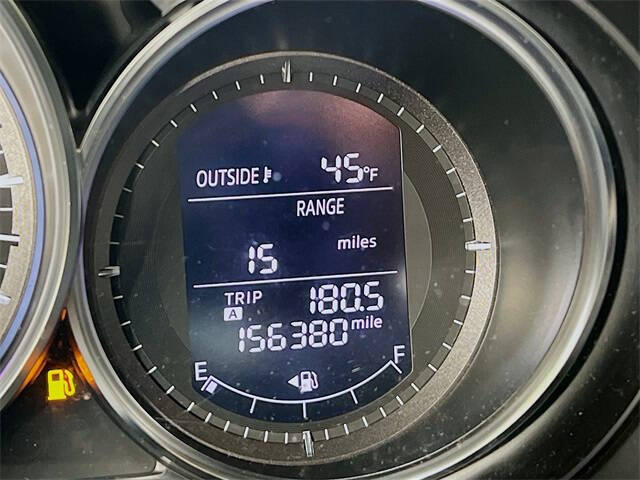 OUTSIDE 45°F
RANGE
15 miles
TRIP A 180.5
156380 mile
E F